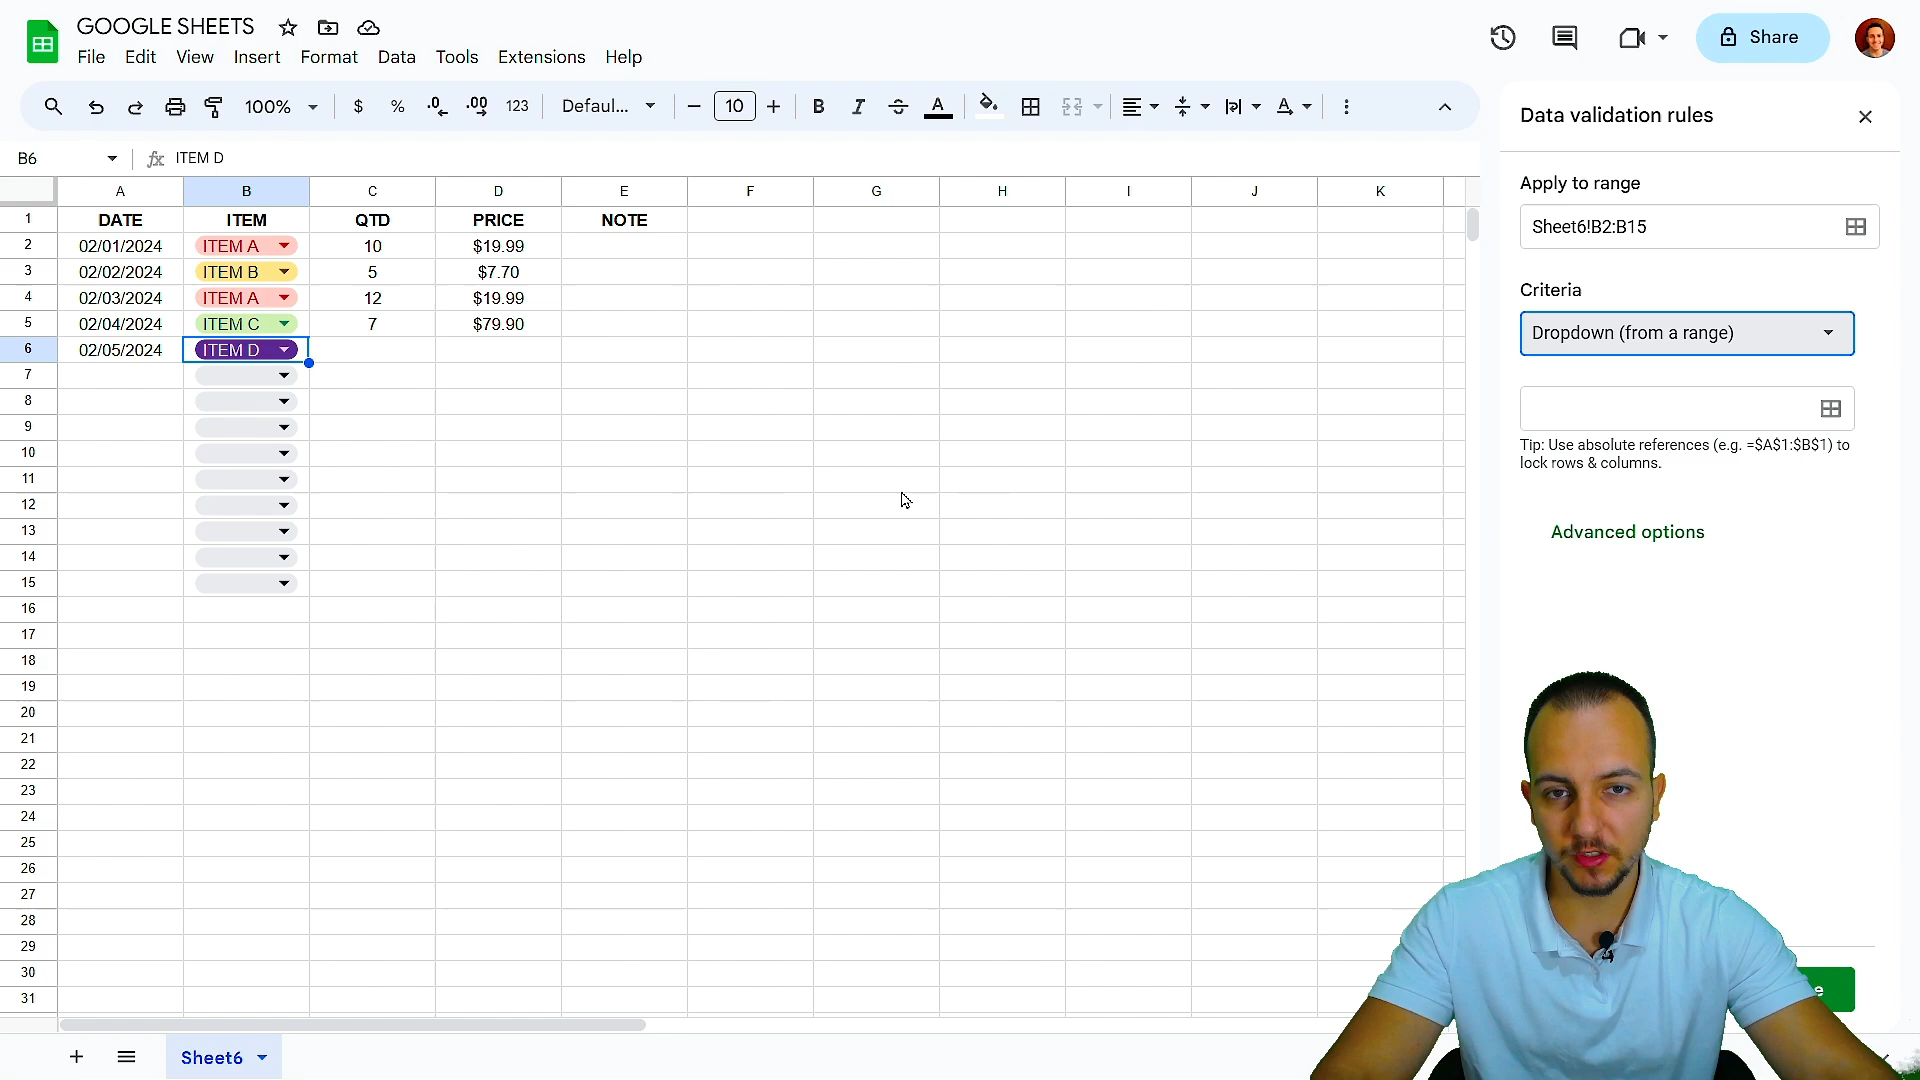 GOOGLE SHEETS
File Edit View Insert Format Data Tools Extensions Help
Share
100% $ % .0 .00 123 Defaul... 10 B I A
B6 fx ITEM D
A B C D E F G H I J K
1 DATE ITEM QTD PRICE NOTE
2 02/01/2024 ITEM A 10 $19.99
3 02/02/2024 ITEM B 5 $7.70
4 02/03/2024 ITEM A 12 $19.99
5 02/04/2024 ITEM C 7 $79.90
6 02/05/2024 ITEM D
7
8
9
10
11
12
13
14
15
16
17
18
19
20
21
22
23
24
25
26
27
28
29
30
31
Sheet6
Data validation rules
Apply to range
Sheet6!B2:B15
Criteria
Dropdown (from a range)
Tip: Use absolute references (e.g. =$A$1:$B$1) to
lock rows & columns.
Advanced options